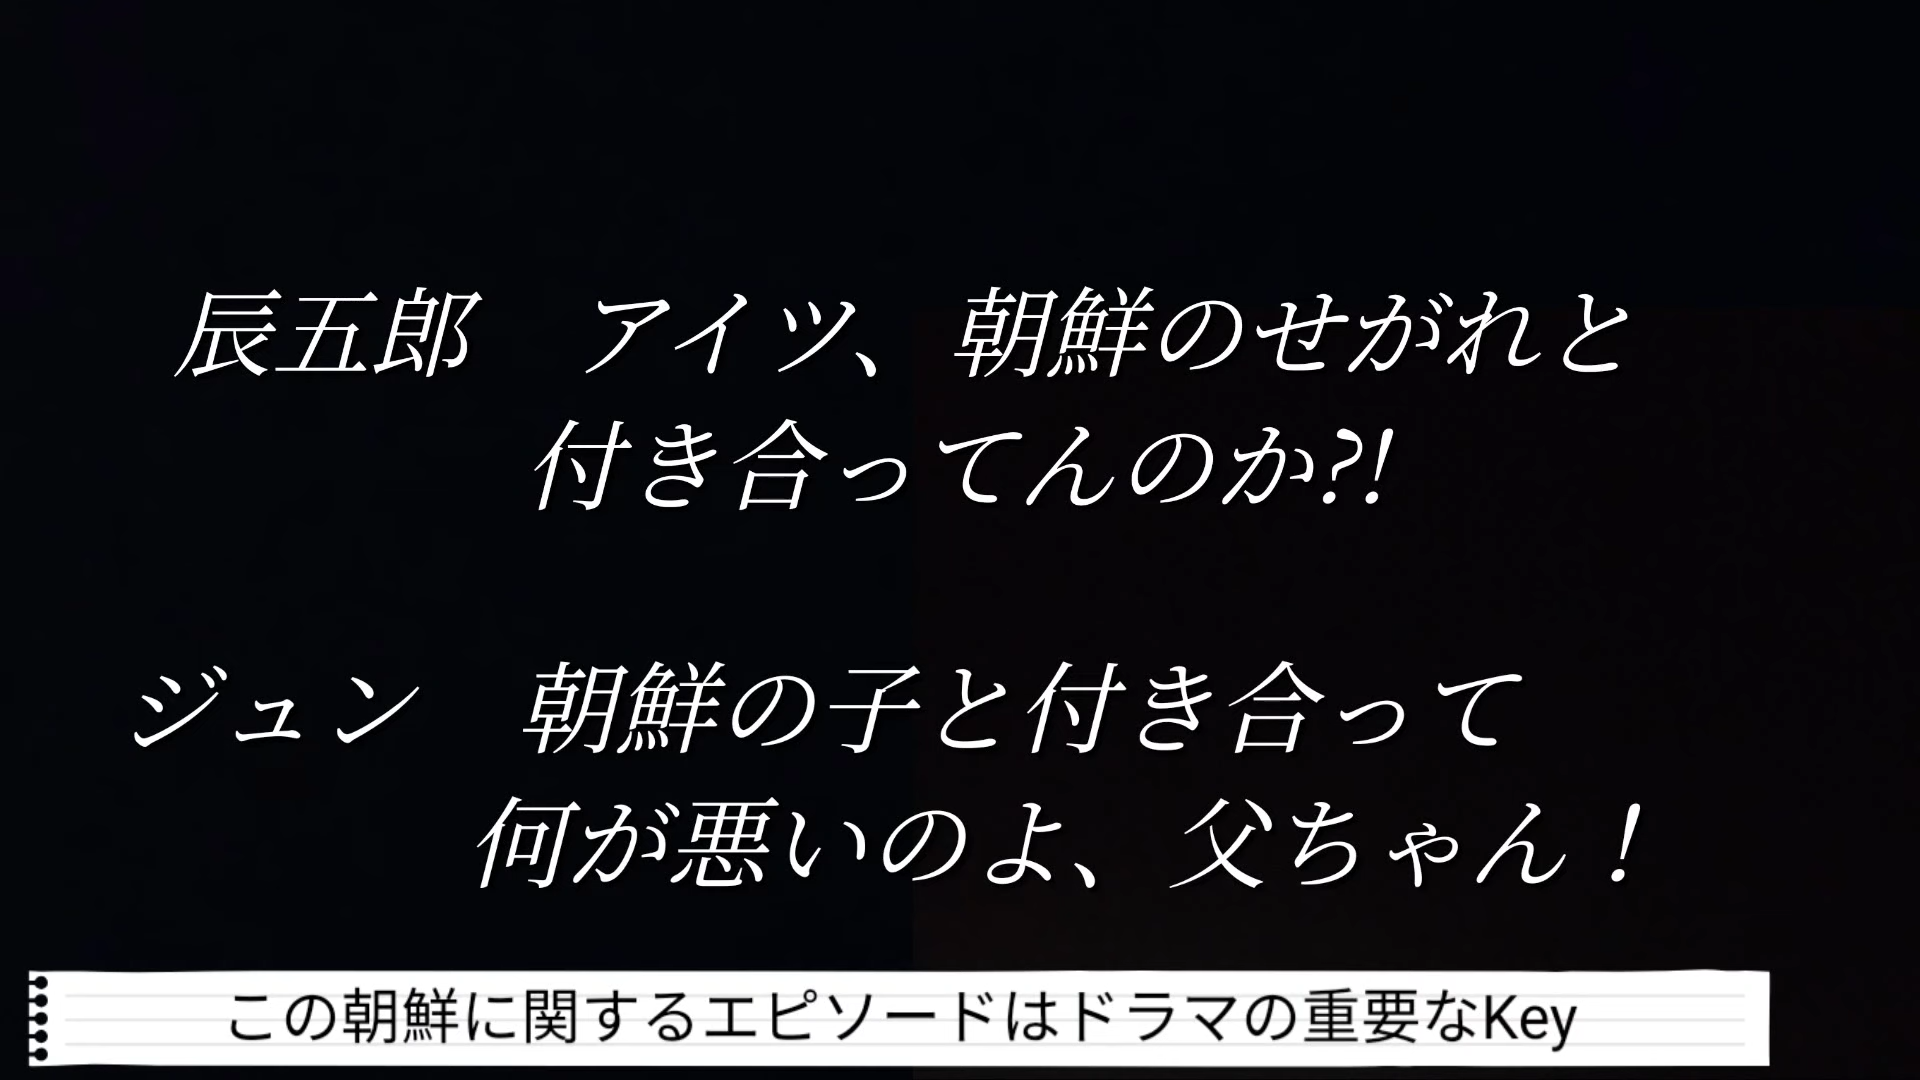 辰五郎　アイツ、朝鮮のせがれと
付き合ってんのか?!
ジュン　朝鮮の子と付き合って
何が悪いのよ、父ちゃん！
この朝鮮に関するエピソードはドラマの重要なKey